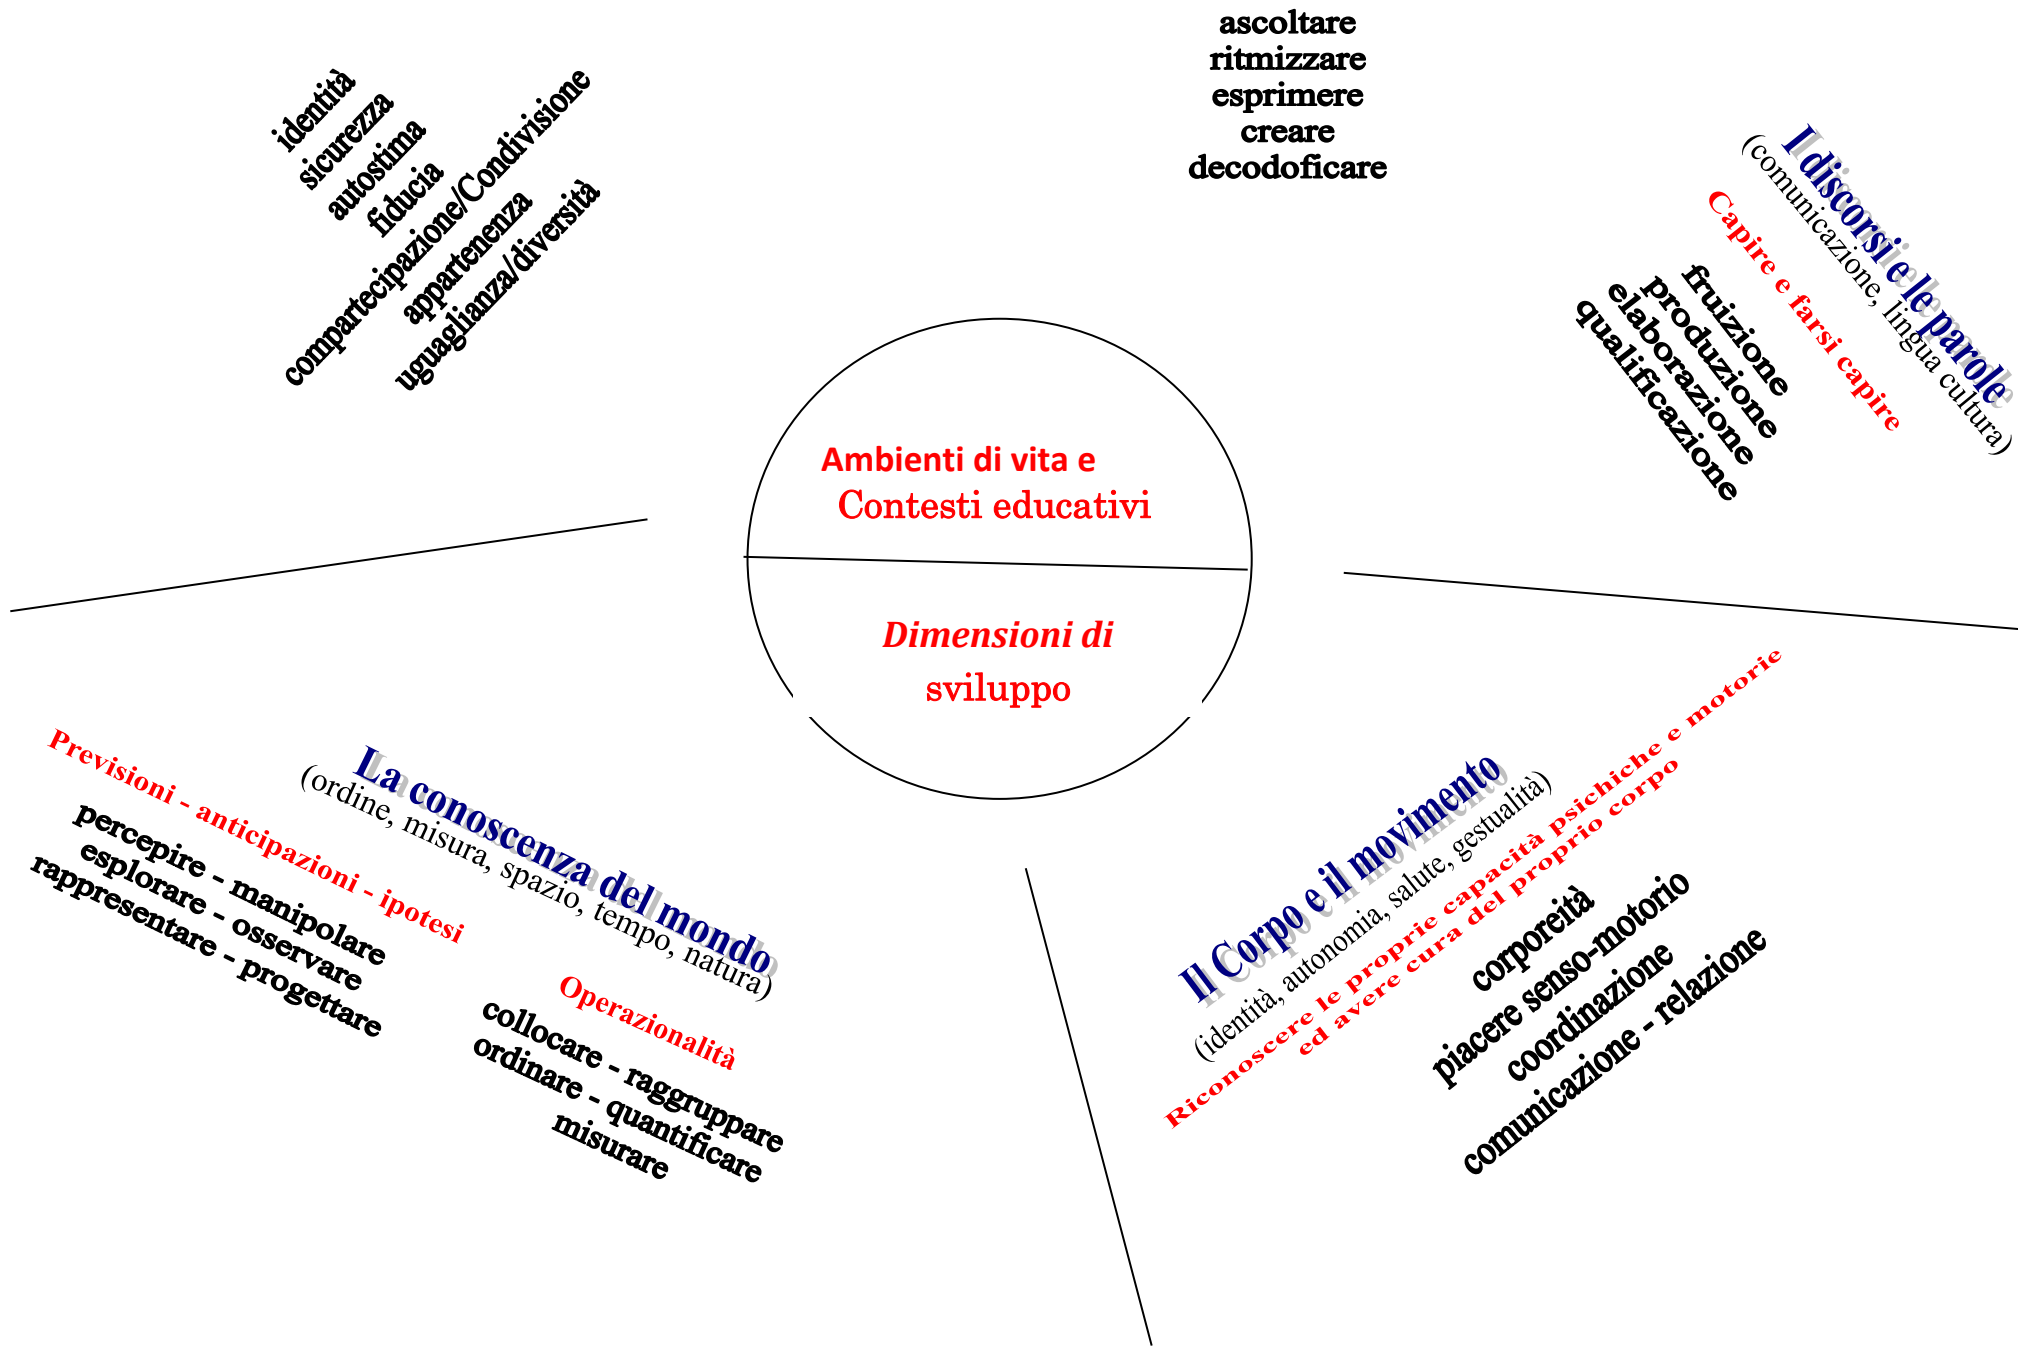 identità
sicurezza
autostima
fiducia
compartecipazione/Condivisione
appartenenza
uguaglianza/diversità
ascoltare
ritmizzare
esprimere
creare
decodoficare
I discorsi e le parole
(comunicazione, lingua cultura)
Capire e farsi capire
fruizione
produzione
elaborazione
qualificazione
Ambienti di vita e
Contesti educativi
Dimensioni di
sviluppo
La conoscenza del mondo
(ordine, misura, spazio, tempo, natura)
Previsioni - anticipazioni - ipotesi
percepire - manipolare
esplorare - osservare
rappresentare - progettare
Operazionalità
collocare - raggruppare
ordinare - quantificare
misurare
Il Corpo e il movimento
(identità, autonomia, salute, gestualità)
Riconoscere le proprie capacità psichiche e motorie
ed avere cura del proprio corpo
corporeità
piacere senso-motorio
coordinazione
comunicazione - relazione